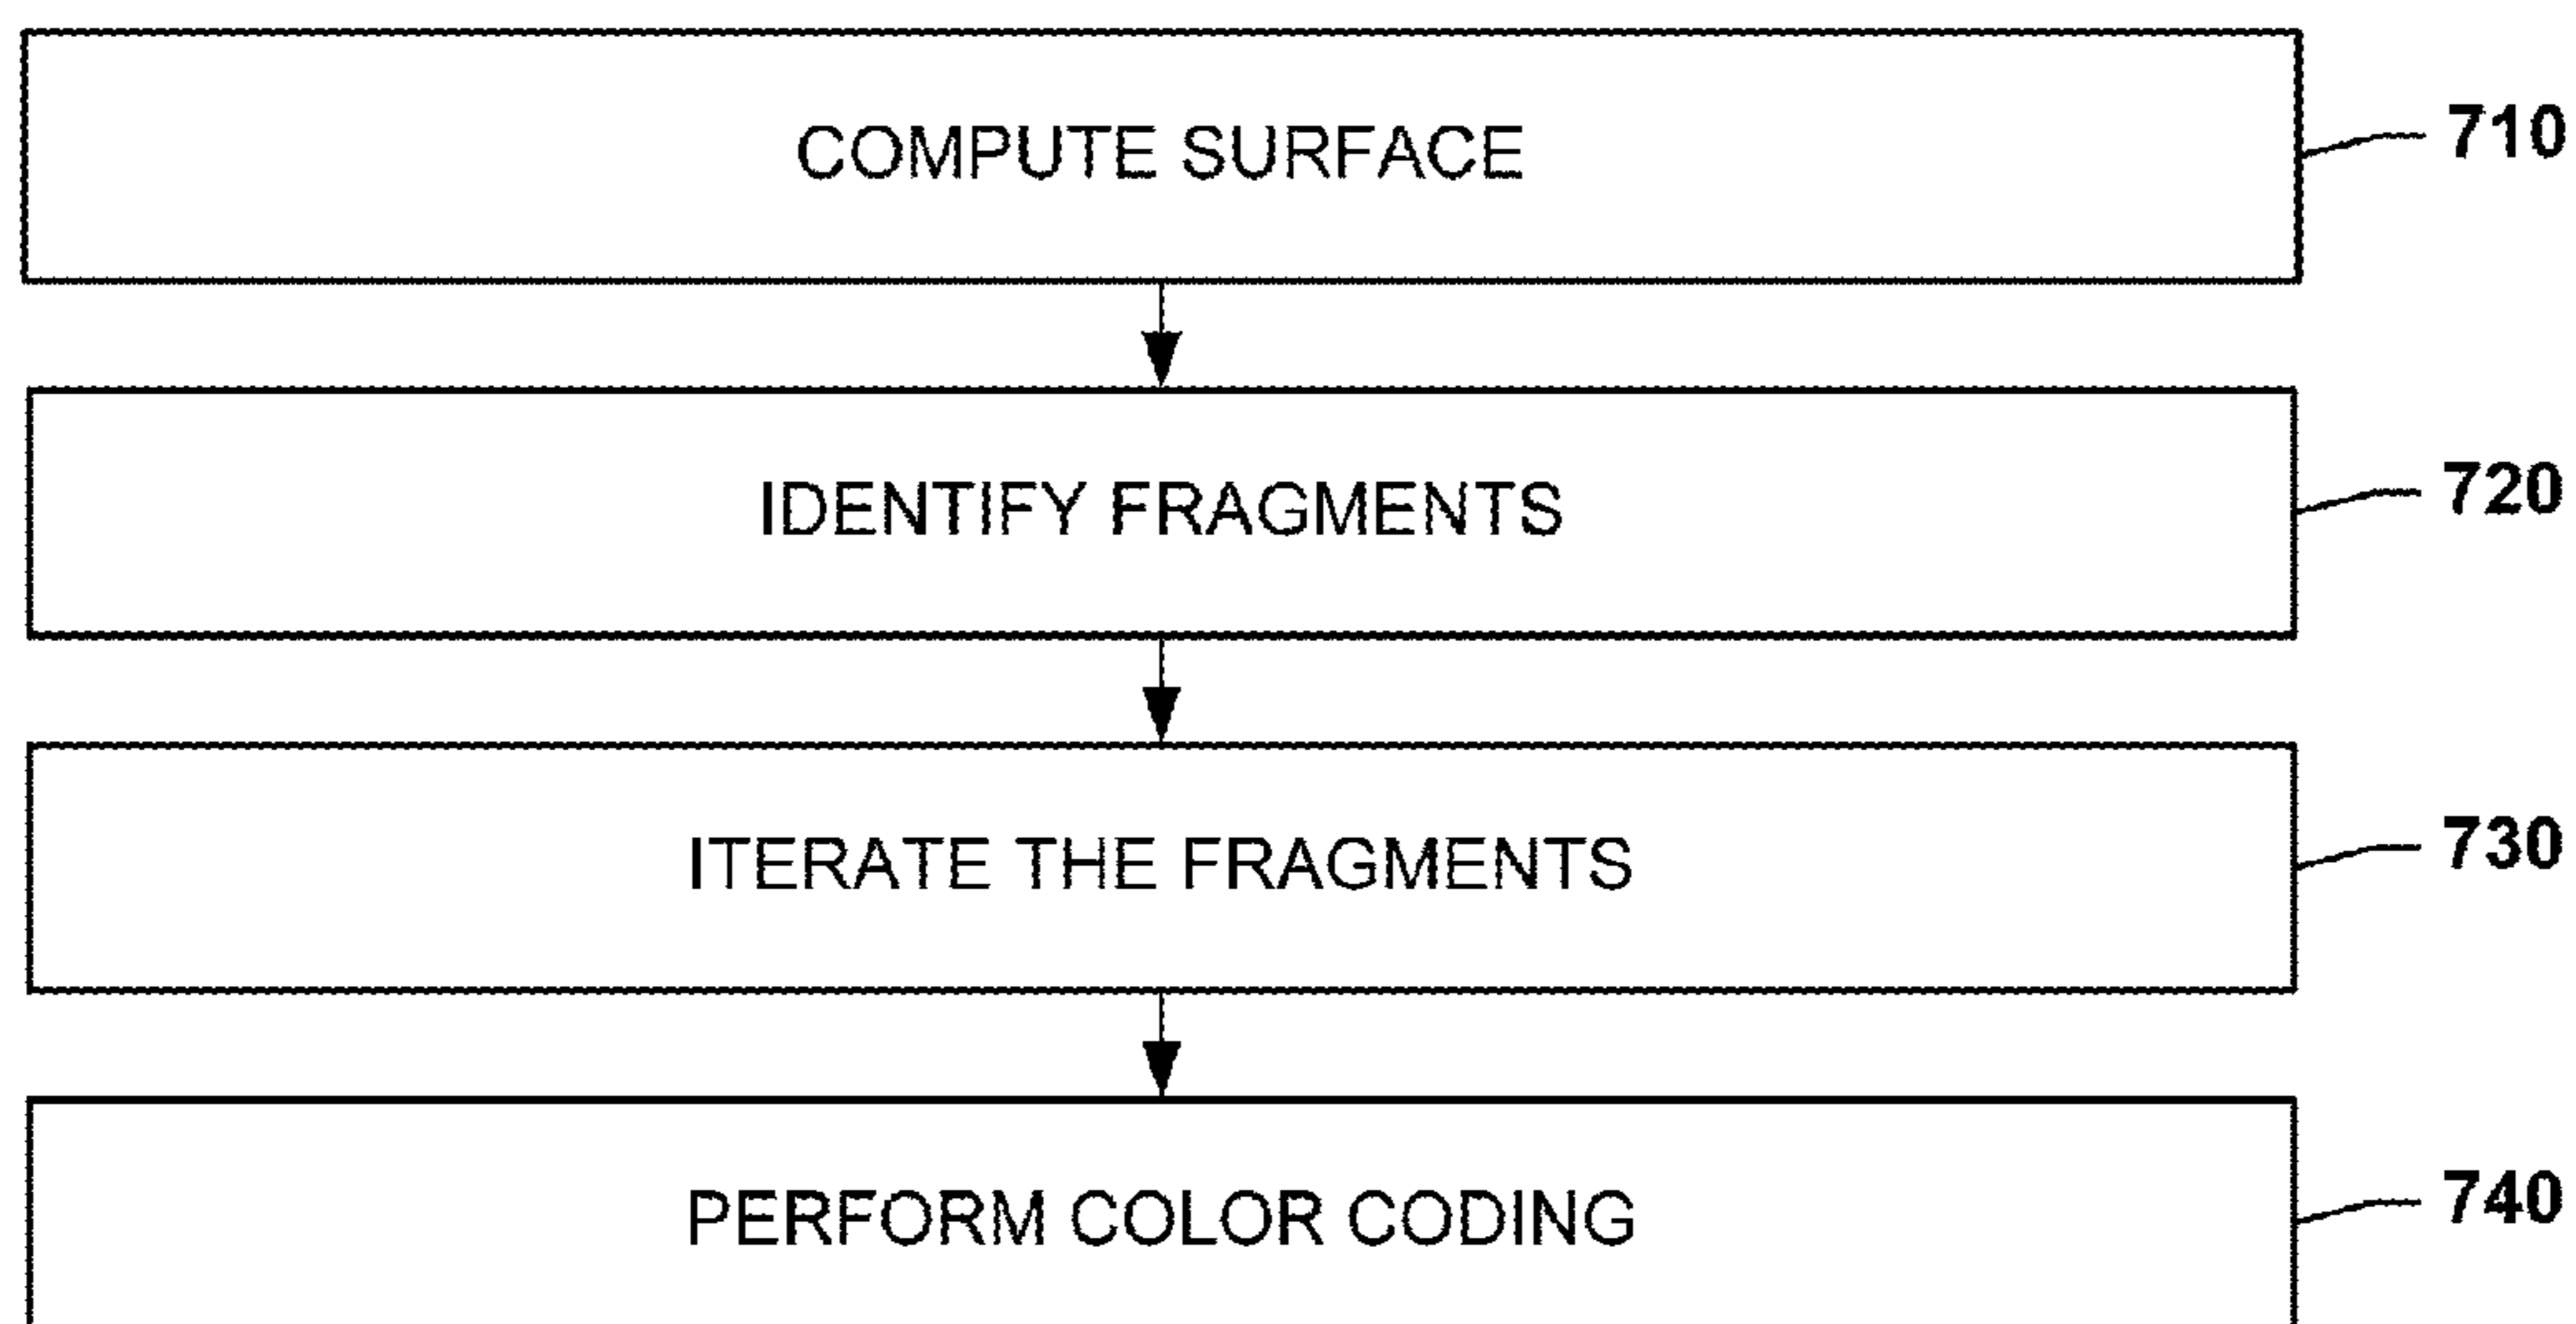 COMPUTE SURFACE
710
IDENTIFY FRAGMENTS
720
ITERATE THE FRAGMENTS
730
PERFORM COLOR CODING
740